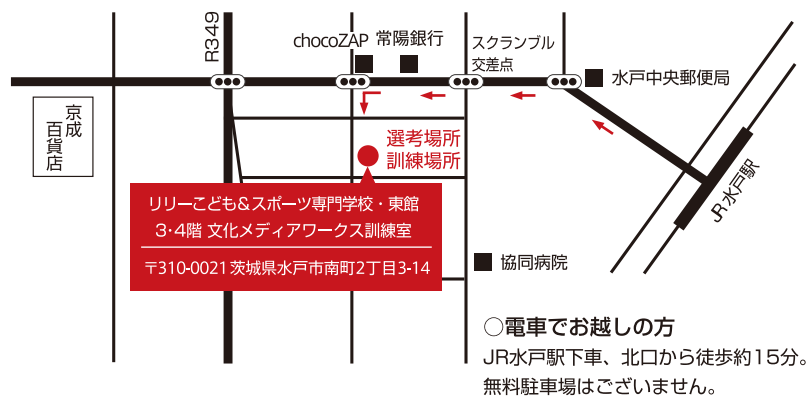 R349
chocoZAP 常陽銀行
スクランブル
交差点
水戸中央郵便局
京成
百貨店
選考場所
訓練場所
JR水戸駅
リリーこども&スポーツ専門学校・東館
3・4階 文化メディアワークス訓練室
〒310-0021 茨城県水戸市南町2丁目3-14
協同病院
○電車でお越しの方
JR水戸駅下車、北口から徒歩約15分。
無料駐車場はございません。